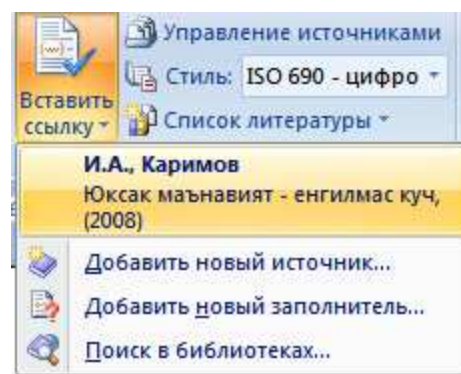 Управление источниками
Стиль: ISO 690 - цифро
Вставить
ссылку
Список литературы
И.А., Каримов
Юксак маънавият - енгилмас куч,
(2008)
Добавить новый источник...
Добавить новый заполнитель...
Поиск в библиотеках...